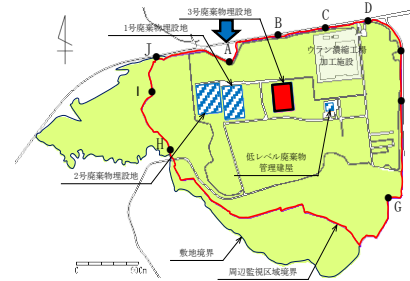 3号廃棄物埋設地
1号廃棄物埋設地
A
B
C
D
J
ウラン濃縮工場
加工施設
I
低レベル廃棄物
管理建屋
H
2号廃棄物埋設地
G
敷地境界
周辺監視区域境界
0
500m